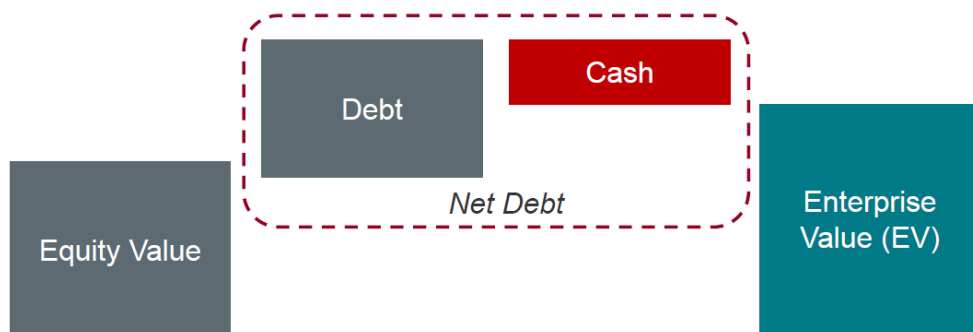 Debt
Cash
Net Debt
Equity Value
Enterprise
Value (EV)